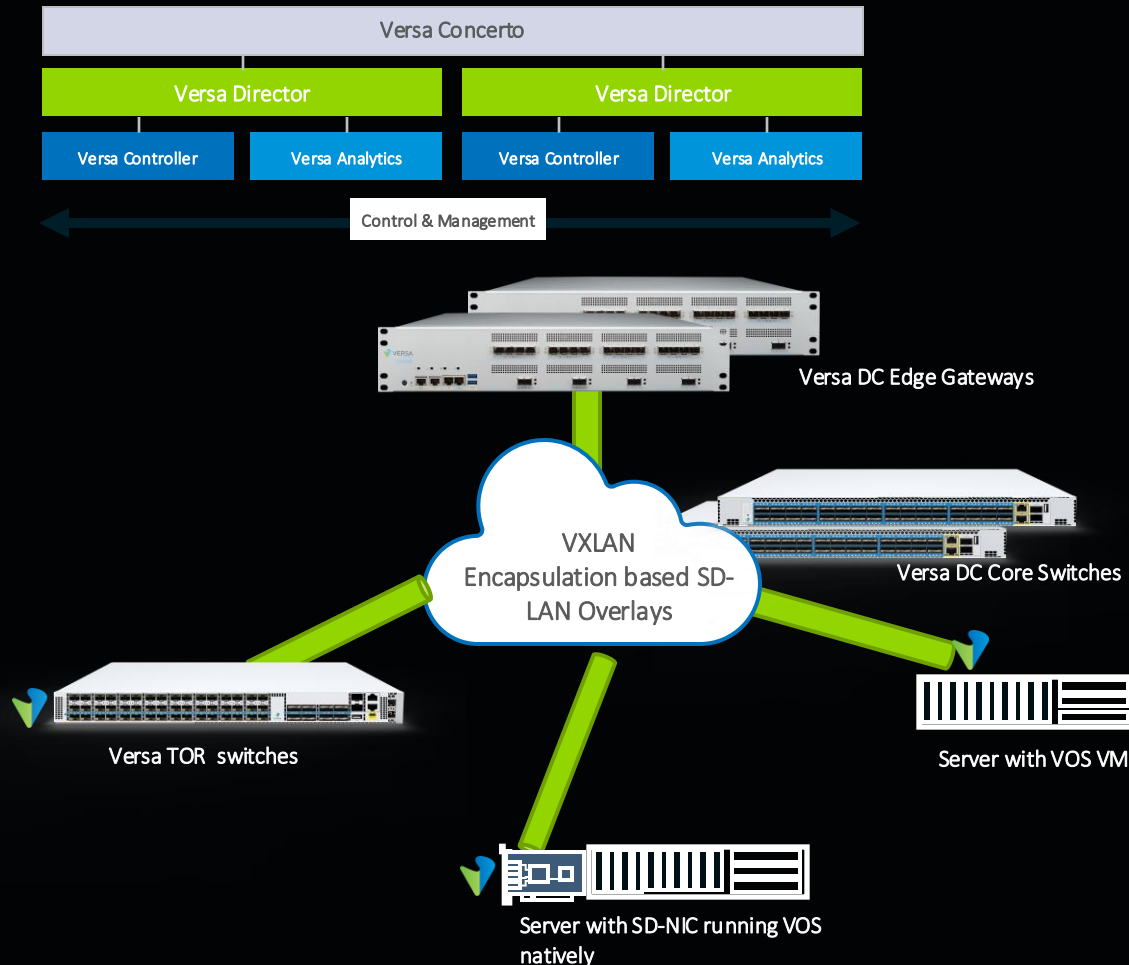 Versa Concerto
Versa Director
Versa Director
Versa Controller
Versa Analytics
Versa Controller
Versa Analytics
Control & Management
VERSA
Versa DC Edge Gateways
VXLAN
Encapsulation based SD-
LAN Overlays
Versa DC Core Switches
Versa TOR switches
Server with VOS VM
Server with SD-NIC running VOS
natively